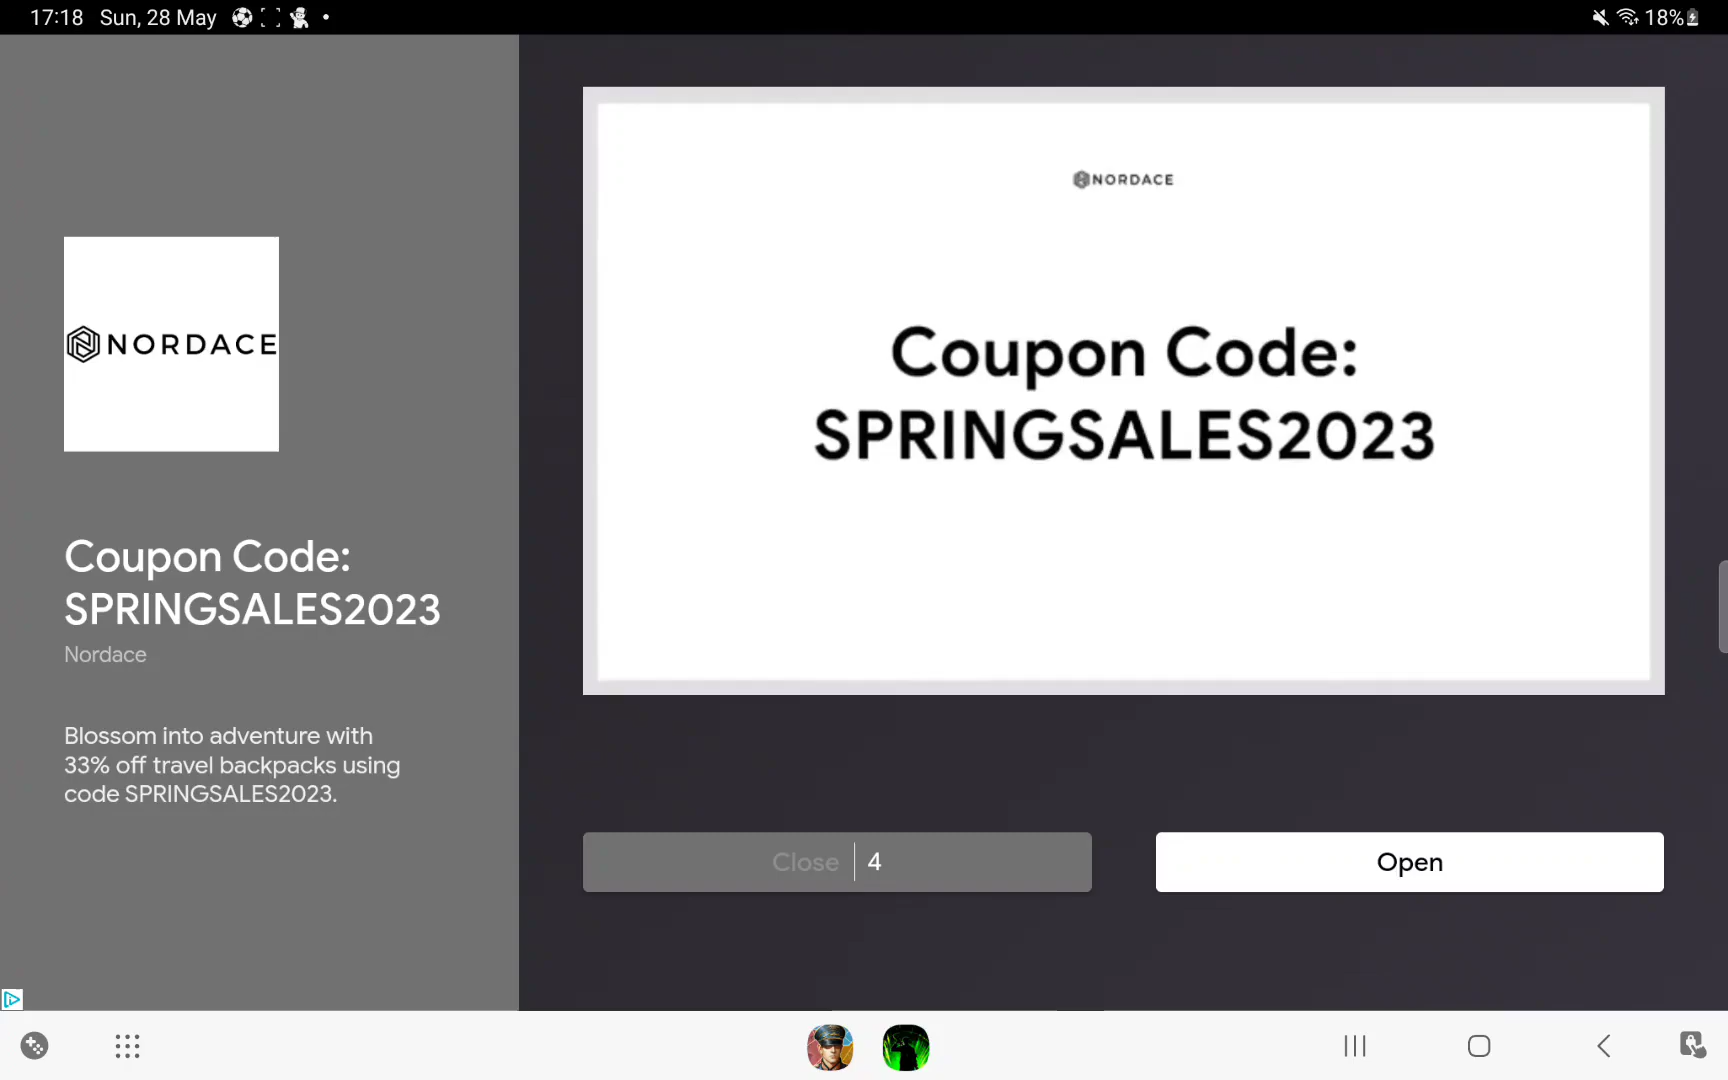 17:18 Sun, 28 May
18%
NORDACE
Coupon Code:
SPRINGSALES2023
Nordace
Blossom into adventure with
33% off travel backpacks using
code SPRINGSALES2023.
NORDACE
Coupon Code:
SPRINGSALES2023
Close 4
Open